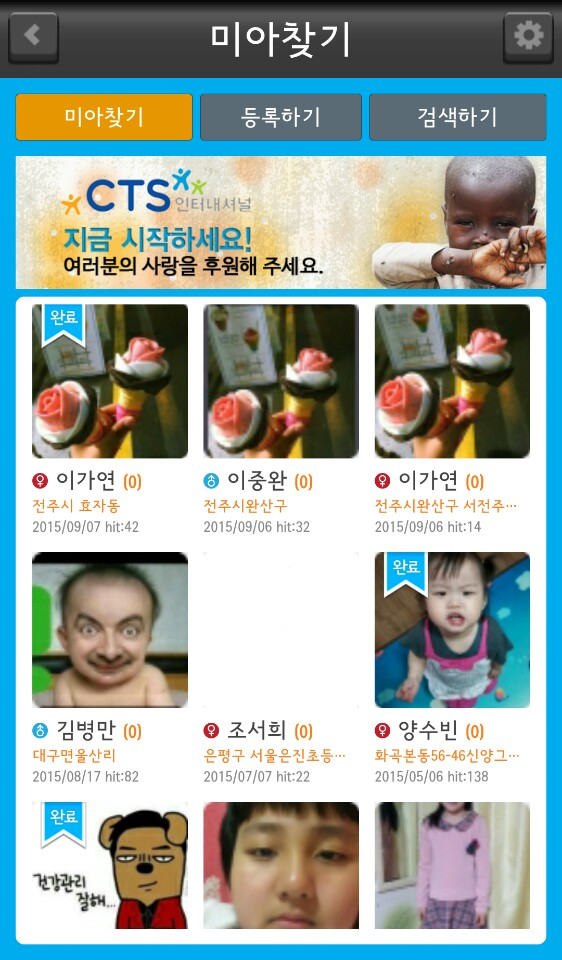 미아찾기
미아찾기 등록하기 검색하기
CTS 인터내셔널
지금 시작하세요!
여러분의 사랑을 후원해 주세요.
완료
이가연 (0) 이중완 (0) 이가연 (0)
전주시 효자동 전주시완산구 전주시완산구 서전주...
2015/09/07 hit:42 2015/09/06 hit:32 2015/09/06 hit:14
완료
김병만 (0) 조서희 (0) 양수빈 (0)
대구면울산리 은평구 서울은진초등... 화곡본동56-46신양그...
2015/08/17 hit:82 2015/07/07 hit:22 2015/05/06 hit:138
완료
건강관리
잘해...